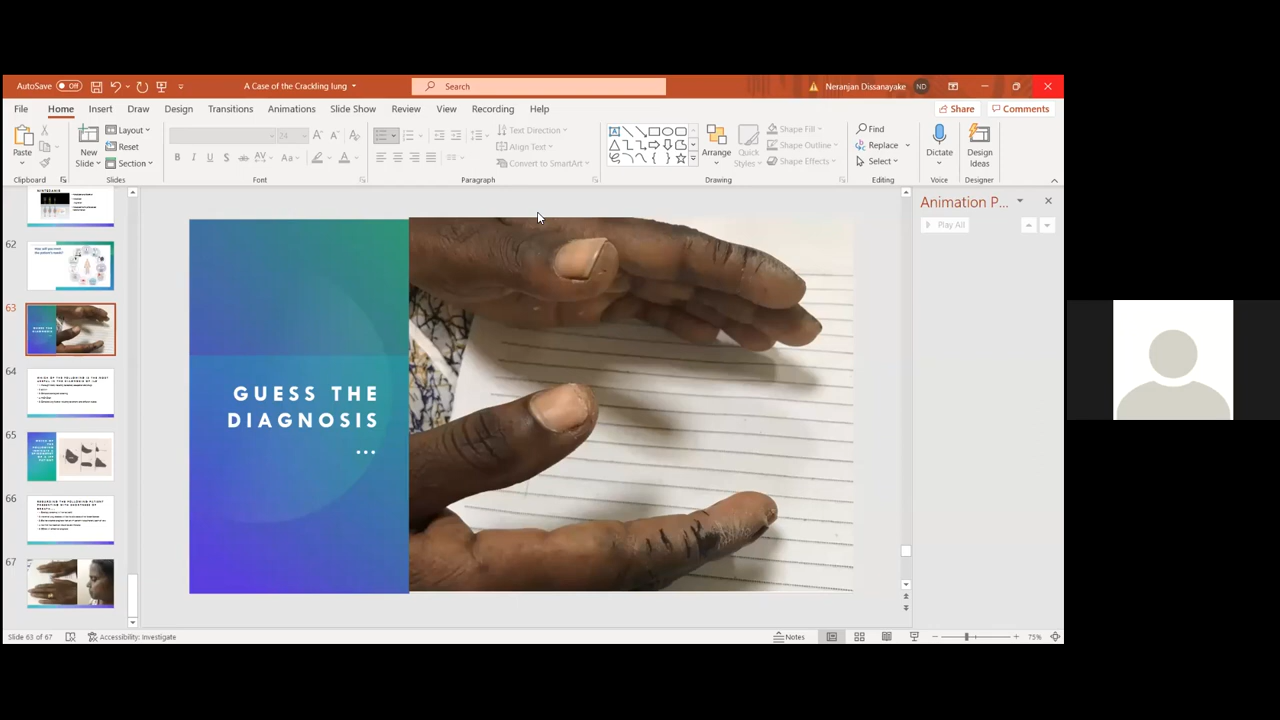 AutoSave Off A Case of the Crackling lung Search Neranjan Dissanayake ND
File Home Insert Draw Design Transitions Animations Slide Show Review View Recording Help Share Comments
Paste
New
Slide
Layout
Reset
Section
24
B I U S ab AV Aa A
Text Direction
Align Text
Convert to SmartArt
Arrange
Quick
Styles
Shape Fill
Shape Outline
Shape Effects
Find
Replace
Select
Dictate
Design
Ideas
Clipboard Slides Font Paragraph Drawing Editing Voice Designer
62
63
64
65
66
67
GUESS THE
DIAGNOSIS
...
Animation P...
Play All
Slide 63 of 67 Accessibility: Investigate Notes 75%